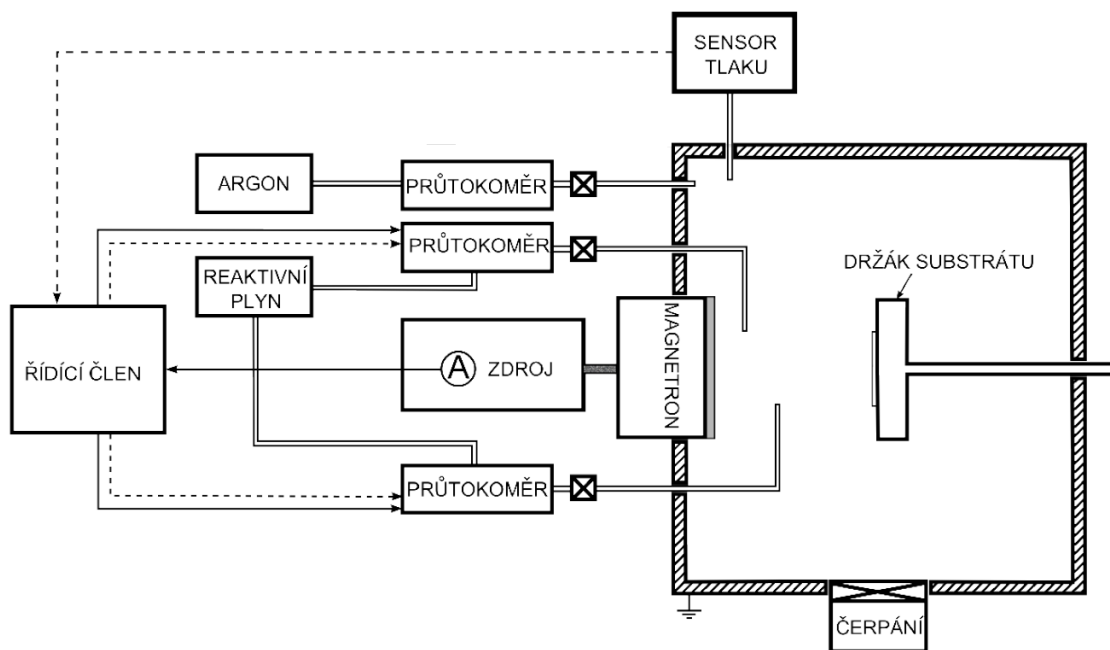 SENSOR
TLAKU
ARGON
PRŮTOKOMĚR
PRŮTOKOMĚR
REAKTIVNÍ
PLYN
DRŽÁK SUBSTRÁTU
MAGNETRON
ŘÍDÍCÍ ČLEN
A
ZDROJ
PRŮTOKOMĚR
ČERPÁNÍ